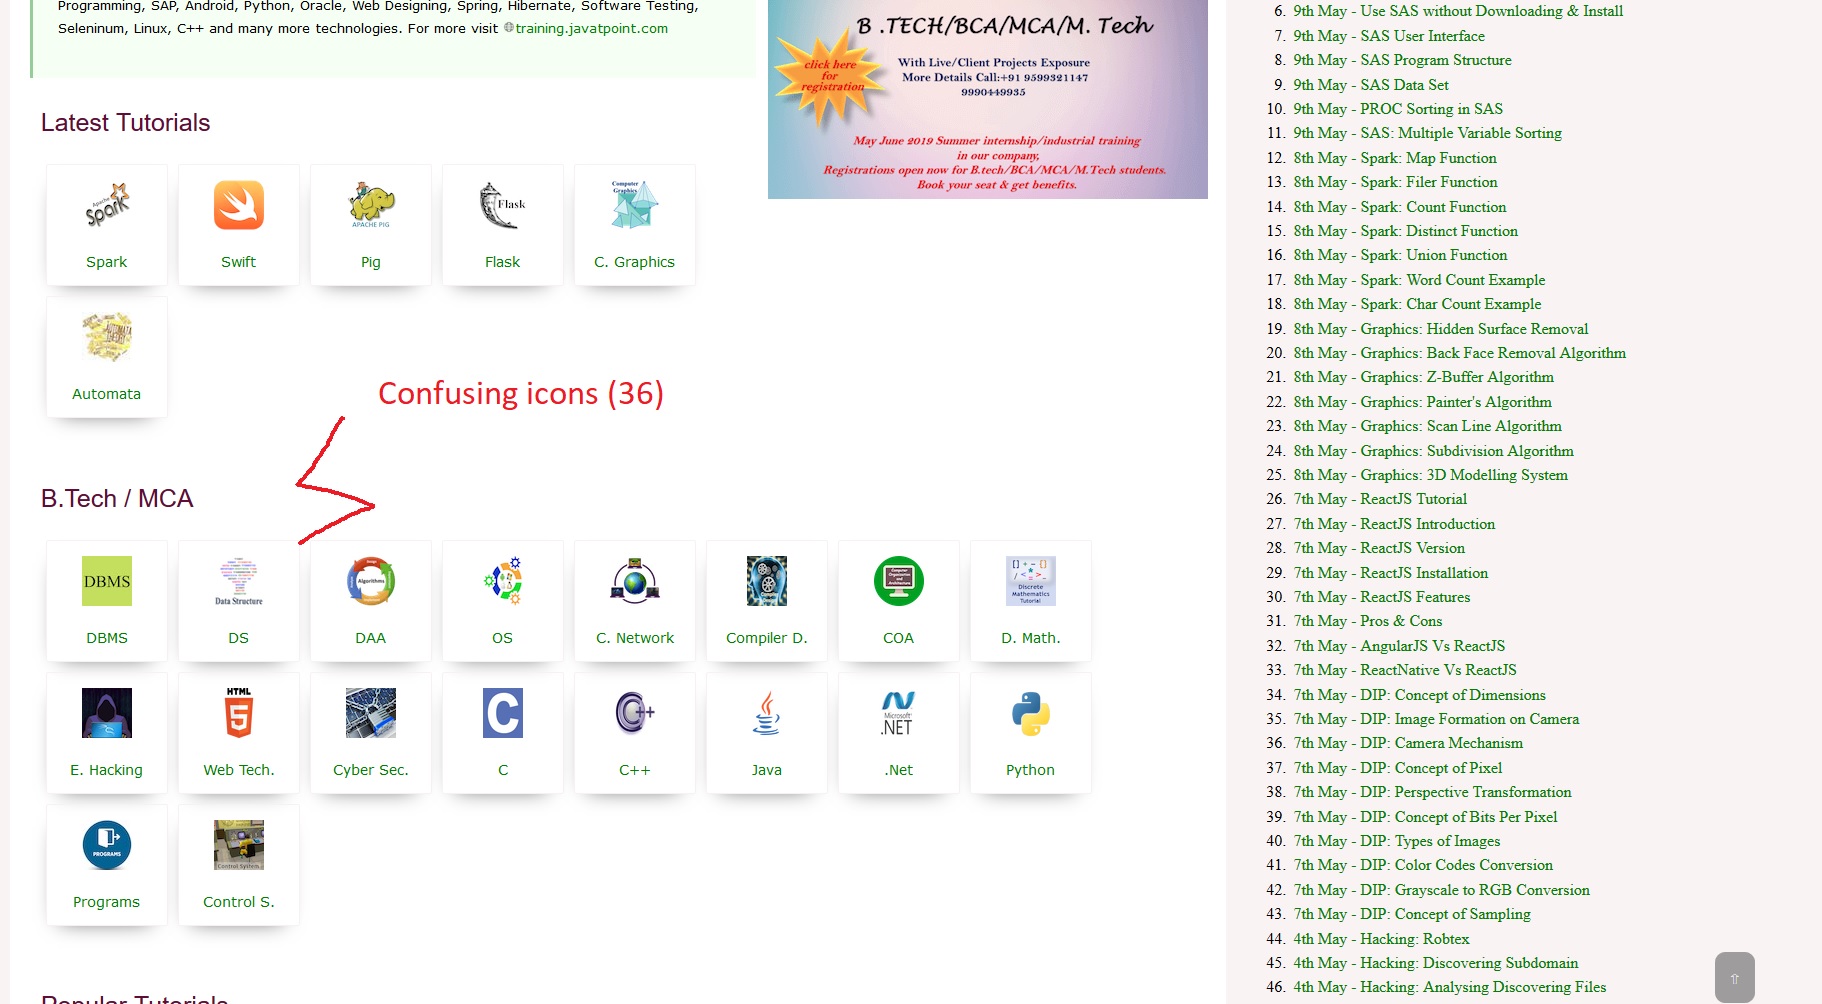 Programming, SAP, Android, Python, Oracle, Web Designing, Spring, Hibernate, Software Testing,
Seleninum, Linux, C++ and many more technologies. For more visit training.javatpoint.com
B .TECH/BCA/MCA/M. Tech
click here
for
registration
With Live/Client Projects Exposure
More Details Call:+91 9599321147
9990449935
May June 2019 Summer internship/industrial training
in our company,
Registrations open now for B.tech/BCA/MCA/M.Tech students.
Book your seat & get benefits.
Latest Tutorials
APACHE Spark
APACHE PIG
Flask
Computer
Graphics
Spark
Swift
Pig
Flask
C. Graphics
AUTOMATA
THEORY
Automata
Confusing icons (36)
B.Tech / MCA
DBMS
Data Structure
Algorithms
Computer
Organization
and
Architecture
[] + - {}
/ < = > -
Discrete
Mathematics
Tutorial
DBMS
DS
DAA
OS
C. Network
Compiler D.
COA
D. Math.
HTML
5
C
C++
Microsoft
.NET
E. Hacking
Web Tech.
Cyber Sec.
C
C++
Java
.Net
Python
PROGRAMS
Control System
Programs
Control S.
Popular Tutorials
6. 9th May - Use SAS without Downloading & Install
7. 9th May - SAS User Interface
8. 9th May - SAS Program Structure
9. 9th May - SAS Data Set
10. 9th May - PROC Sorting in SAS
11. 9th May - SAS: Multiple Variable Sorting
12. 8th May - Spark: Map Function
13. 8th May - Spark: Filer Function
14. 8th May - Spark: Count Function
15. 8th May - Spark: Distinct Function
16. 8th May - Spark: Union Function
17. 8th May - Spark: Word Count Example
18. 8th May - Spark: Char Count Example
19. 8th May - Graphics: Hidden Surface Removal
20. 8th May - Graphics: Back Face Removal Algorithm
21. 8th May - Graphics: Z-Buffer Algorithm
22. 8th May - Graphics: Painter's Algorithm
23. 8th May - Graphics: Scan Line Algorithm
24. 8th May - Graphics: Subdivision Algorithm
25. 8th May - Graphics: 3D Modelling System
26. 7th May - ReactJS Tutorial
27. 7th May - ReactJS Introduction
28. 7th May - ReactJS Version
29. 7th May - ReactJS Installation
30. 7th May - ReactJS Features
31. 7th May - Pros & Cons
32. 7th May - AngularJS Vs ReactJS
33. 7th May - ReactNative Vs ReactJS
34. 7th May - DIP: Concept of Dimensions
35. 7th May - DIP: Image Formation on Camera
36. 7th May - DIP: Camera Mechanism
37. 7th May - DIP: Concept of Pixel
38. 7th May - DIP: Perspective Transformation
39. 7th May - DIP: Concept of Bits Per Pixel
40. 7th May - DIP: Types of Images
41. 7th May - DIP: Color Codes Conversion
42. 7th May - DIP: Grayscale to RGB Conversion
43. 7th May - DIP: Concept of Sampling
44. 4th May - Hacking: Robtex
45. 4th May - Hacking: Discovering Subdomain
46. 4th May - Hacking: Analysing Discovering Files